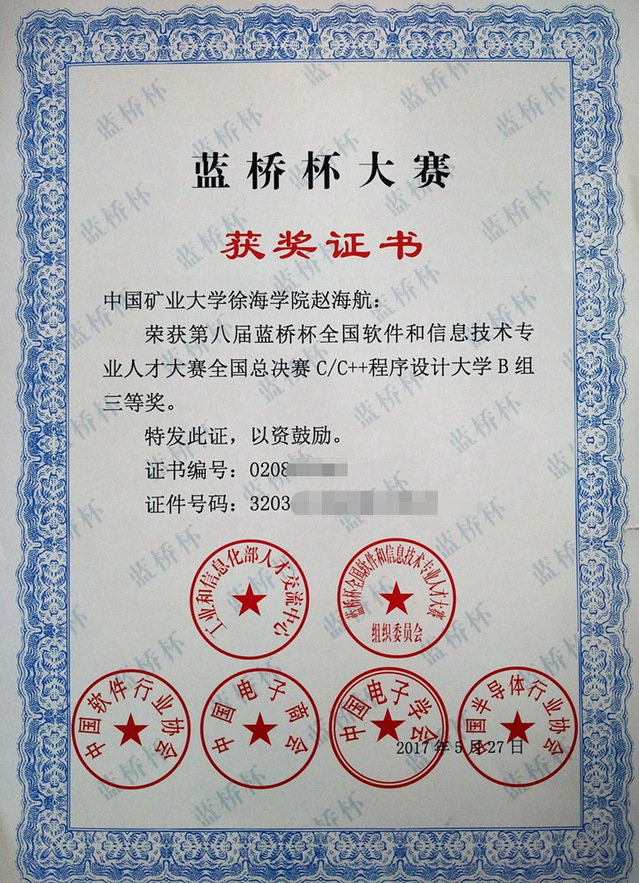 蓝桥杯大赛
获奖证书
中国矿业大学徐海学院赵海航：
荣获第八届蓝桥杯全国软件和信息技术专
业人才大赛全国总决赛C/C++程序设计大学B组
三等奖。
特发此证，以资鼓励。
证书编号：0208
证件号码：3203
工业和信息化部人才交流中心
蓝桥杯全国软件和信息技术专业人才大赛
组织委员会
中国软件行业协会
中国电子商会
中国电子学会
中国半导体行业协会
2017年5月27日